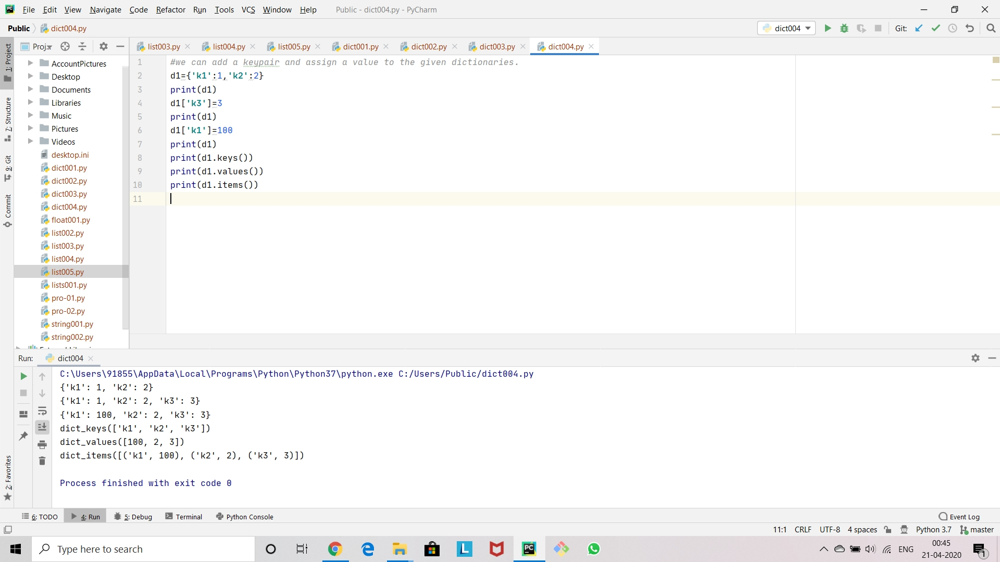 File Edit View Navigate Code Refactor Run Tools VCS Window Help Public - dict004.py - PyCharm
Public dict004.py dict004 Git:
Proj... list003.py list004.py list005.py dict001.py dict002.py dict003.py dict004.py
1: Project
7: Structure
9: Git
Commit
2: Favorites
AccountPictures
Desktop
Documents
Libraries
Music
Pictures
Videos
desktop.ini
dict001.py
dict002.py
dict003.py
dict004.py
float001.py
list002.py
list003.py
list004.py
list005.py
lists001.py
pro-01.py
pro-02.py
string001.py
string002.py
1 #we can add a keypair and assign a value to the given dictionaries.
2 d1={'k1':1,'k2':2}
3 print(d1)
4 d1['k3']=3
5 print(d1)
6 d1['k1']=100
7 print(d1)
8 print(d1.keys())
9 print(d1.values())
10 print(d1.items())
11
Run: dict004
C:\Users\91855\AppData\Local\Programs\Python\Python37\python.exe C:/Users/Public/dict004.py
{'k1': 1, 'k2': 2}
{'k1': 1, 'k2': 2, 'k3': 3}
{'k1': 100, 'k2': 2, 'k3': 3}
dict_keys(['k1', 'k2', 'k3'])
dict_values([100, 2, 3])
dict_items([('k1', 100), ('k2', 2), ('k3', 3)])
Process finished with exit code 0
6: TODO 4: Run 5: Debug Terminal Python Console Event Log
11:1 CRLF UTF-8 4 spaces Python 3.7 master
Type here to search
ENG
00:45
21-04-2020
1